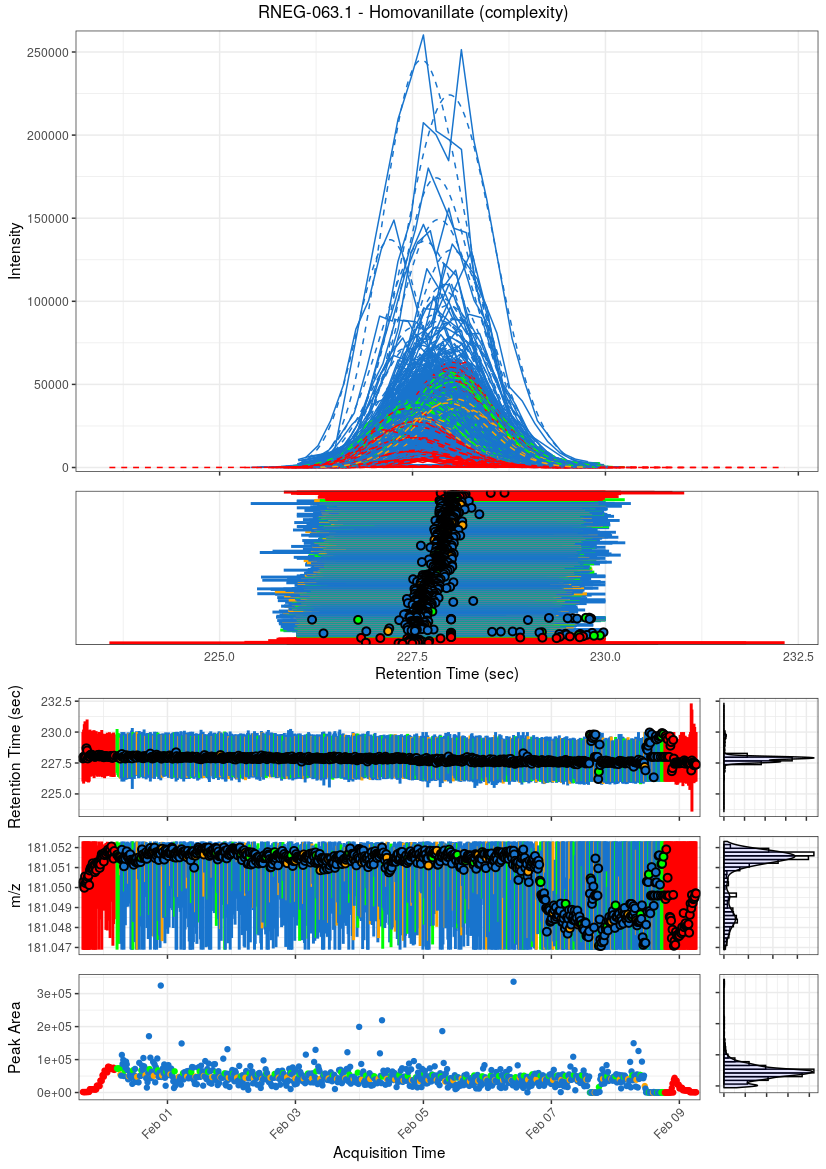 RNEG-063.1 - Homovanillate (complexity)
Intensity
250000
200000
150000
100000
50000
0
225.0 227.5 230.0 232.5
Retention Time (sec)
Retention Time (sec)
232.5
230.0
227.5
225.0
m/z
181.052
181.051
181.050
181.049
181.048
181.047
Peak Area
3e+05
2e+05
1e+05
0e+00
Feb 01 Feb 03 Feb 05 Feb 07 Feb 09
Acquisition Time